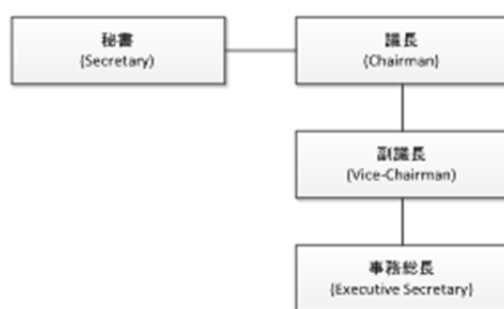 秘書
(Secretary)
議長
(Chairman)
副議長
(Vice-Chairman)
事務総長
(Executive Secretary)